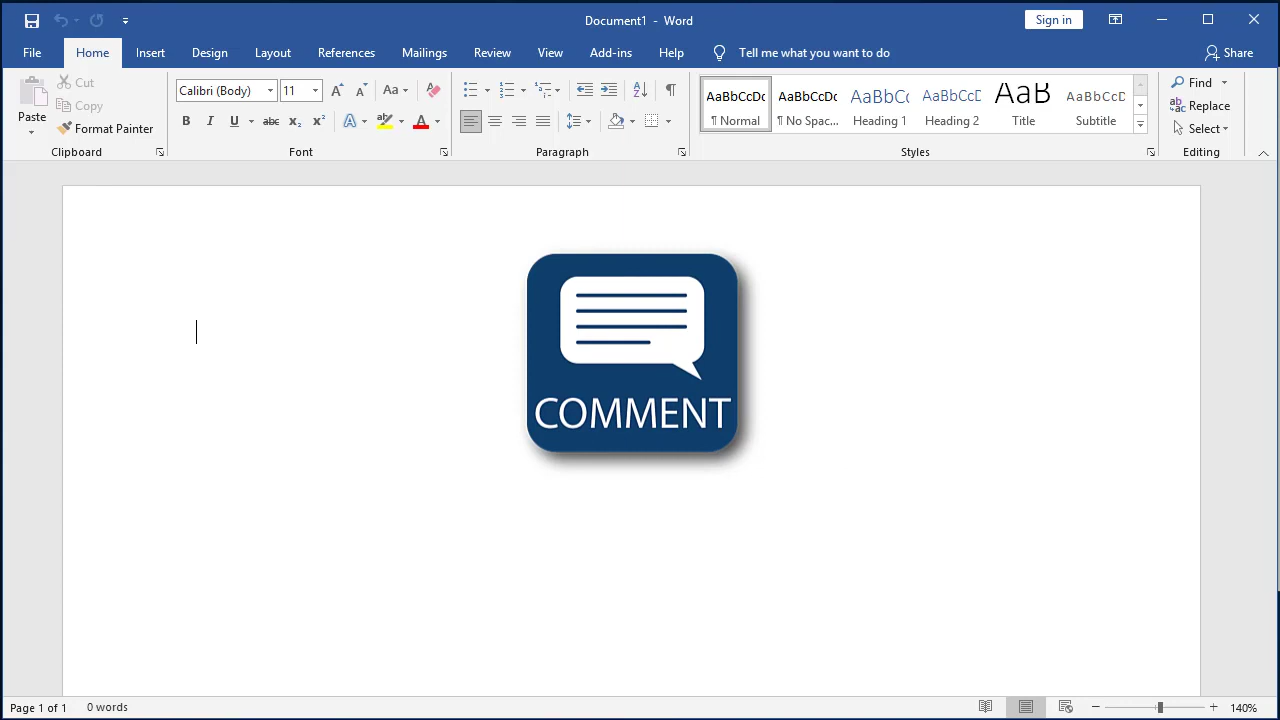 Document1 - Word
Sign in
File Home Insert Design Layout References Mailings Review View Add-ins Help Tell me what you want to do Share
Paste
Cut
Copy
Format Painter
Clipboard
Calibri (Body) 11
Font
Paragraph
AaBbCcDc AaBbCcDc AaBbCc AaBbCcD AaB AaBbCcD
¶ Normal ¶ No Spac... Heading 1 Heading 2 Title Subtitle
Styles
Find
Replace
Select
Editing
COMMENT
Page 1 of 1 0 words 140%